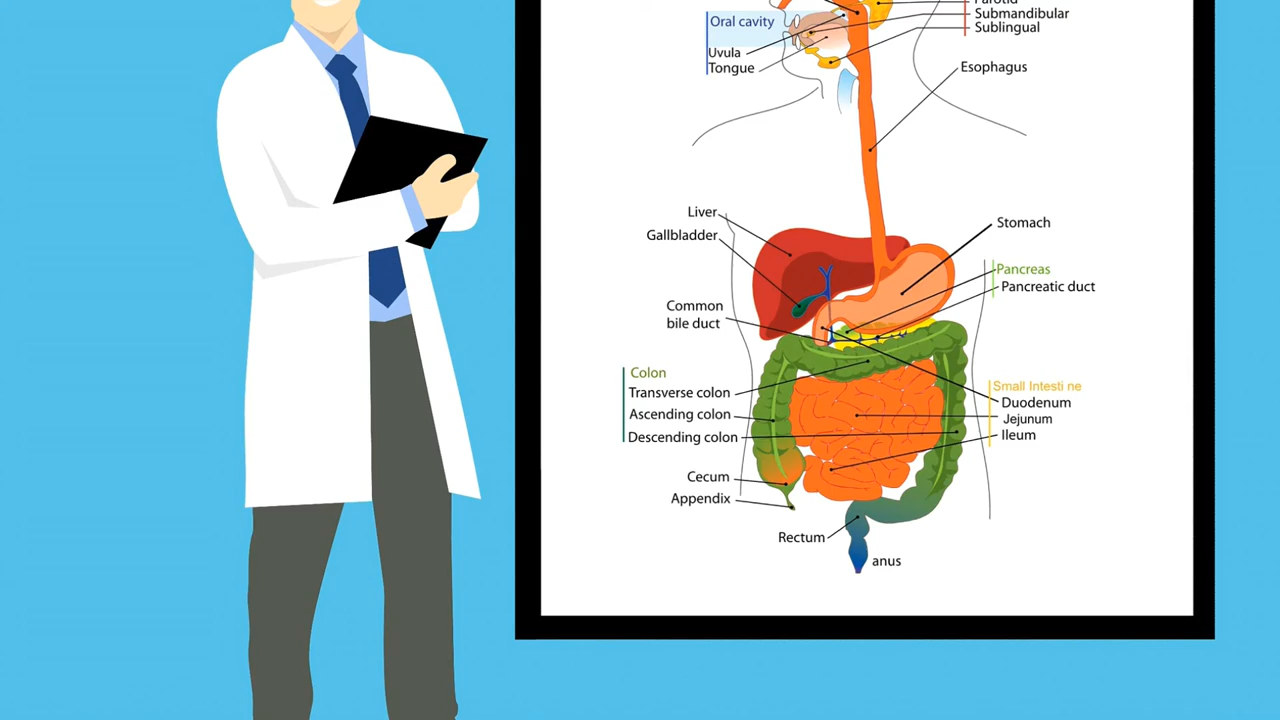 Parotid
Oral cavity
Submandibular
Sublingual
Uvula
Tongue
Esophagus
Liver
Gallbladder
Stomach
Pancreas
Pancreatic duct
Common
bile duct
Colon
Transverse colon
Ascending colon
Descending colon
Small Intesti ne
Duodenum
Jejunum
Ileum
Cecum
Appendix
Rectum
anus